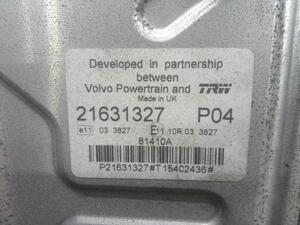 Developed in partnership
between
Volvo Powertrain and TRW
Made in UK
21631327 P04
e11 03 3827 E11 10R 03 3827
81410A
P21631327#T15402436#